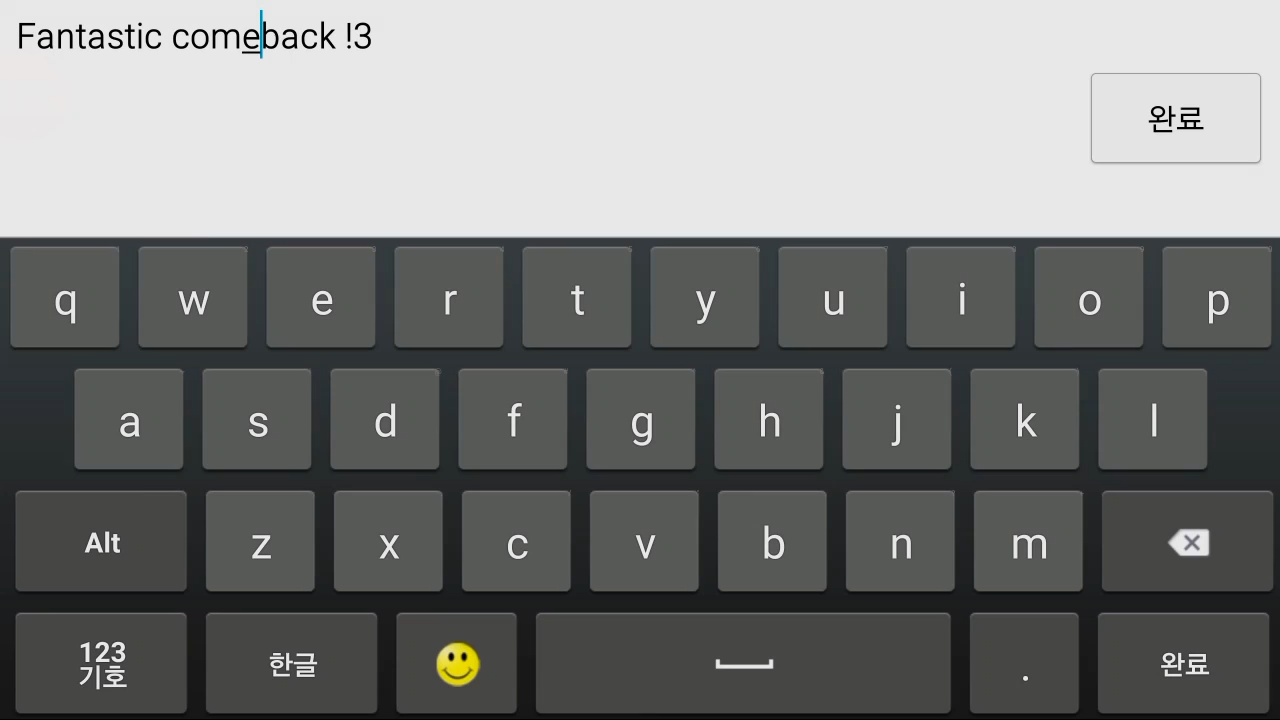 Fantastic comeback !3
완료
q w e r t y u i o p
a s d f g h j k l
Alt z x c v b n m
123
기호
한글
.
완료